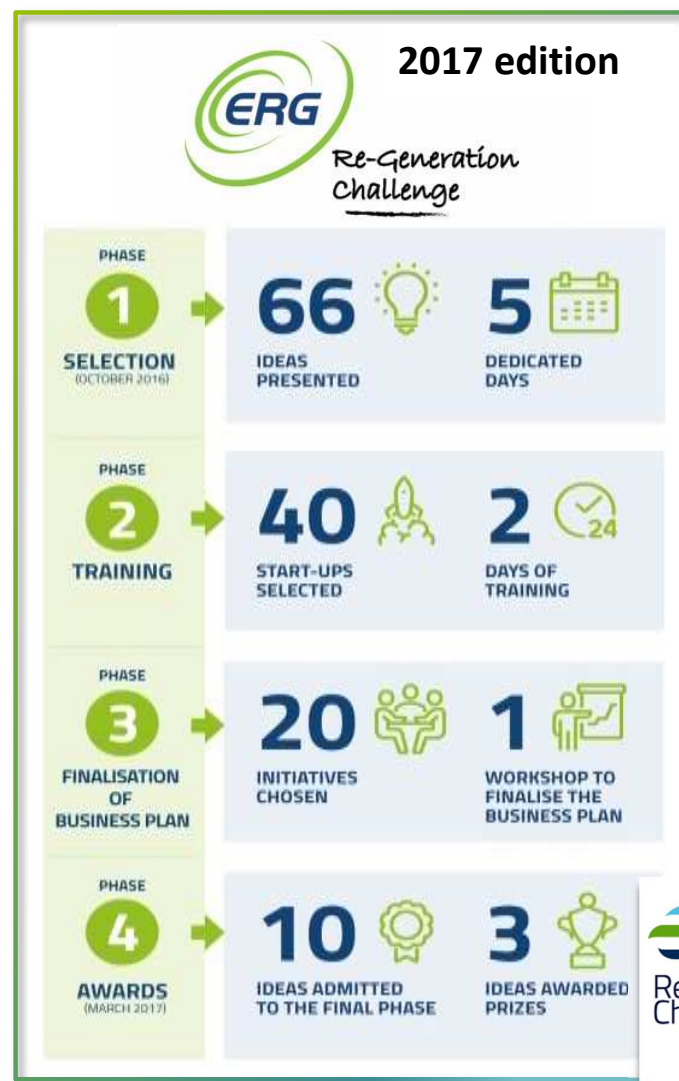 2017 edition
ERG
Re-Generation
Challenge
PHASE
1
SELECTION
(OCTOBER 2016)
66
IDEAS
PRESENTED
5
DEDICATED
DAYS
PHASE
2
TRAINING
40
START-UPS
SELECTED
2
24
DAYS OF
TRAINING
PHASE
3
FINALISATION
OF
BUSINESS PLAN
20
INITIATIVES
CHOSEN
1
WORKSHOP TO
FINALISE THE
BUSINESS PLAN
PHASE
4
AWARDS
(MARCH 2017)
10
IDEAS ADMITTED
TO THE FINAL PHASE
3
IDEAS AWARDED
PRIZES